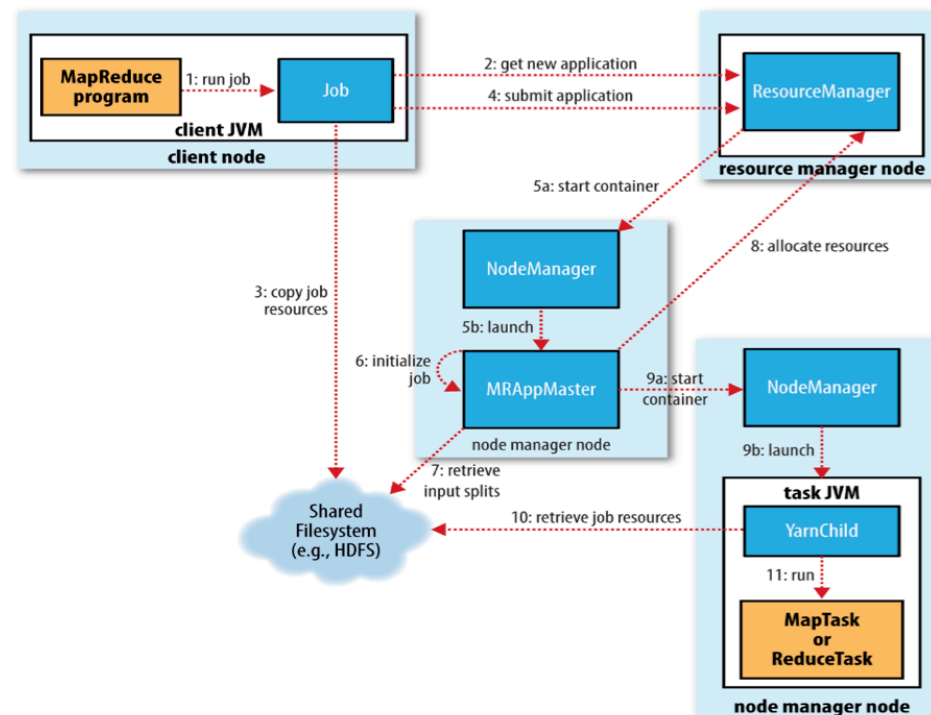 MapReduce
program
1: run job
Job
client JVM
client node
2: get new application
4: submit application
ResourceManager
resource manager node
5a: start container
8: allocate resources
3: copy job
resources
NodeManager
5b: launch
6: initialize
job
MRAppMaster
node manager node
9a: start
container
NodeManager
9b: launch
7: retrieve
input splits
Shared
Filesystem
(e.g., HDFS)
10: retrieve job resources
task JVM
YarnChild
11: run
MapTask
or
ReduceTask
node manager node